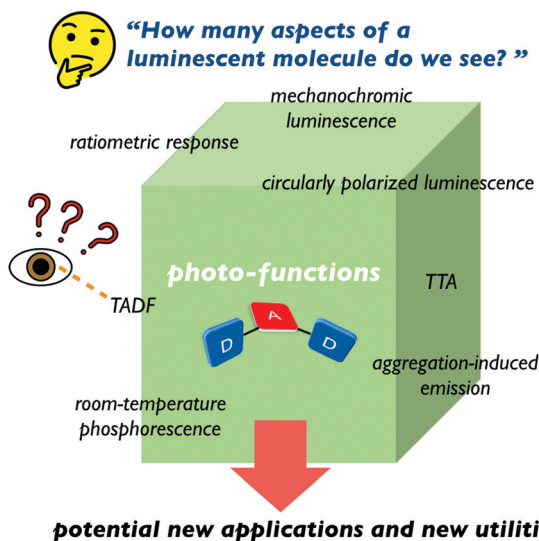 "How many aspects of a
luminescent molecule do we see? "
mechanochromic
luminescence
ratiometric response
circularly polarized luminescence
? ? ?
photo-functions
TTA
TADF
A
D
D
aggregation-induced
emission
room-temperature
phosphorescence
potential new applications and new utiliti